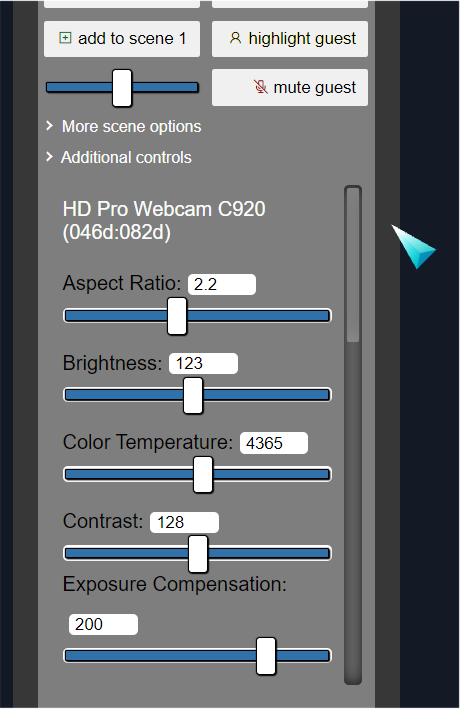 add to scene 1
highlight guest
mute guest
More scene options
Additional controls
HD Pro Webcam C920
(046d:082d)
Aspect Ratio: 2.2
Brightness: 123
Color Temperature: 4365
Contrast: 128
Exposure Compensation:
200